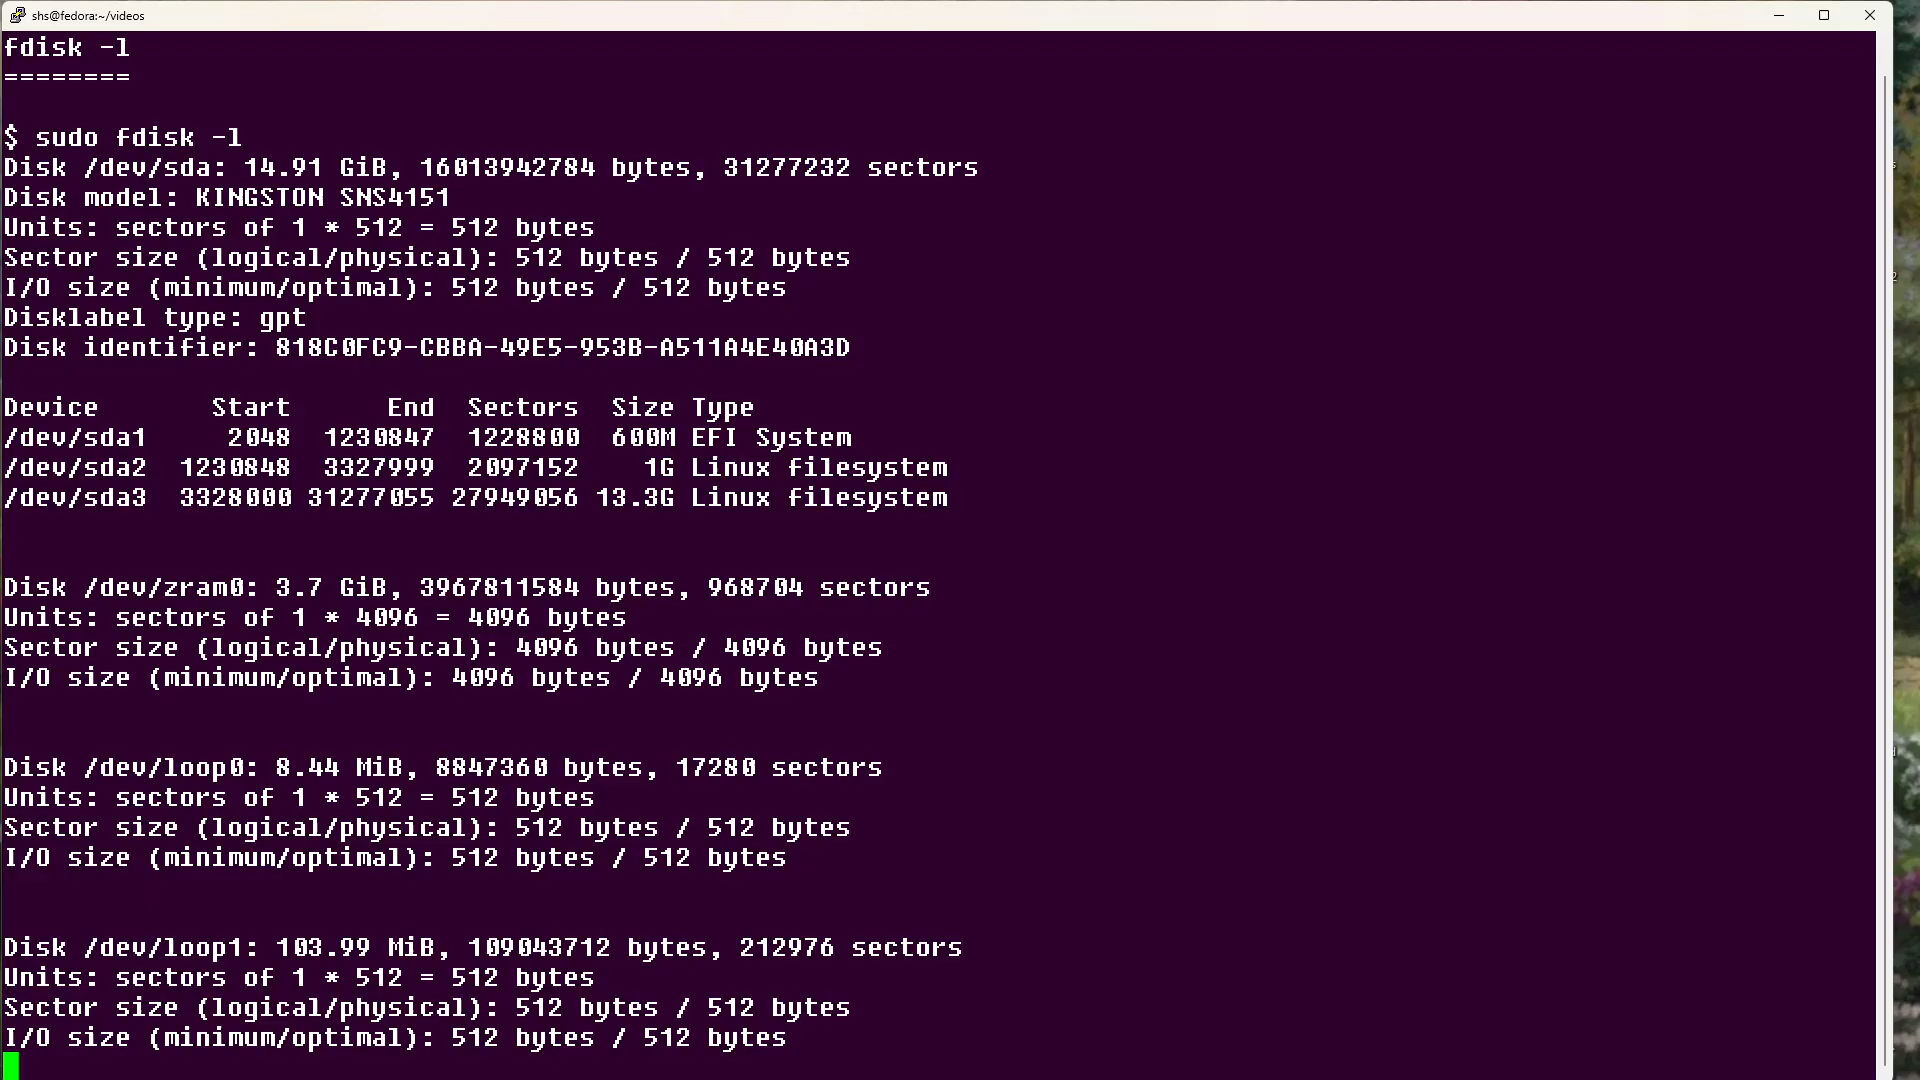 shs@fedora:~/videos
fdisk -l
========
$ sudo fdisk -l
Disk /dev/sda: 14.91 GiB, 16013942784 bytes, 31277232 sectors
Disk model: KINGSTON SNS4151
Units: sectors of 1 * 512 = 512 bytes
Sector size (logical/physical): 512 bytes / 512 bytes
I/O size (minimum/optimal): 512 bytes / 512 bytes
Disklabel type: gpt
Disk identifier: 818C0FC9-CBBA-49E5-953B-A511A4E40A3D
Device       Start      End  Sectors  Size Type
/dev/sda1     2048  1230847  1228800  600M EFI System
/dev/sda2  1230848  3327999  2097152    1G Linux filesystem
/dev/sda3  3328000 31277055 27949056 13.3G Linux filesystem
Disk /dev/zram0: 3.7 GiB, 3967811584 bytes, 968704 sectors
Units: sectors of 1 * 4096 = 4096 bytes
Sector size (logical/physical): 4096 bytes / 4096 bytes
I/O size (minimum/optimal): 4096 bytes / 4096 bytes
Disk /dev/loop0: 8.44 MiB, 8847360 bytes, 17280 sectors
Units: sectors of 1 * 512 = 512 bytes
Sector size (logical/physical): 512 bytes / 512 bytes
I/O size (minimum/optimal): 512 bytes / 512 bytes
Disk /dev/loop1: 103.99 MiB, 109043712 bytes, 212976 sectors
Units: sectors of 1 * 512 = 512 bytes
Sector size (logical/physical): 512 bytes / 512 bytes
I/O size (minimum/optimal): 512 bytes / 512 bytes